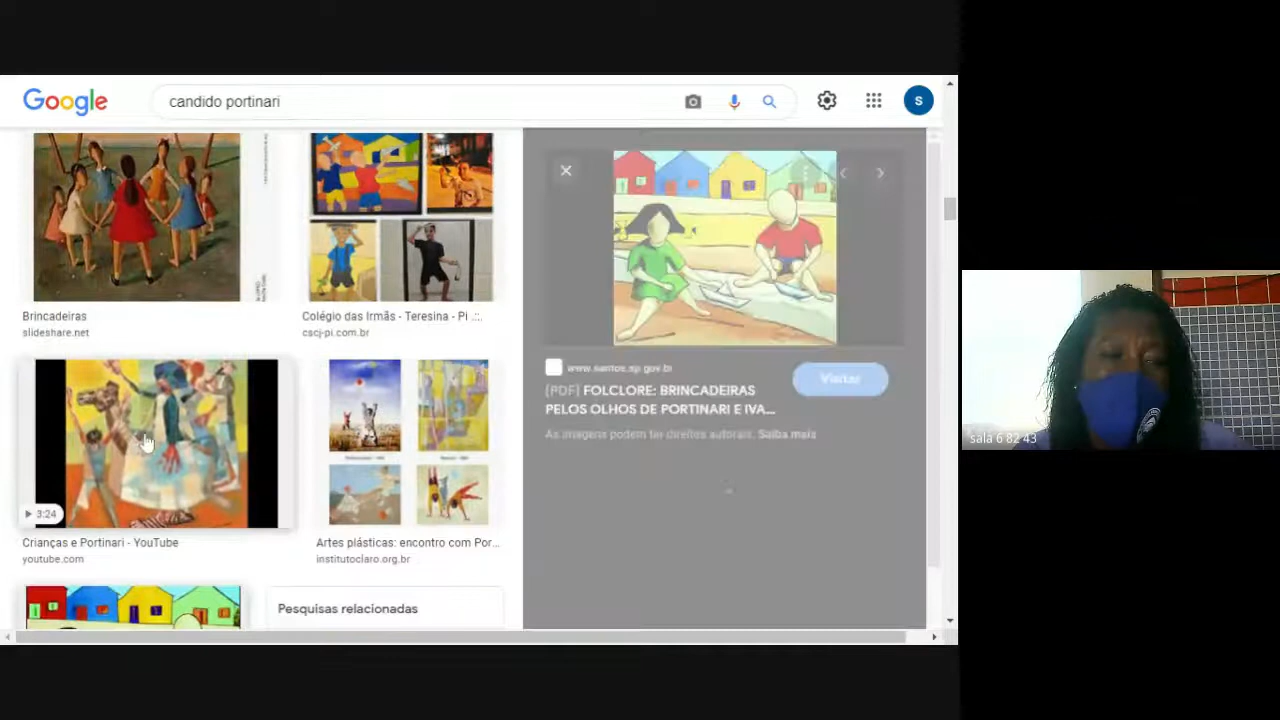 Google
candido portinari
S
Brincadeiras
slideshare.net
Colégio das Irmãs - Teresina - Pi .::.
cscj-pi.com.br
3:24
Crianças e Portinari - YouTube
youtube.com
Artes plásticas: encontro com Por...
institutoclaro.org.br
Pesquisas relacionadas
www.santos.sp.gov.br
Visitar
[PDF] FOLCLORE: BRINCADEIRAS
PELOS OLHOS DE PORTINARI E IVA...
As imagens podem ter direitos autorais. Saiba mais
sala 6 82 43